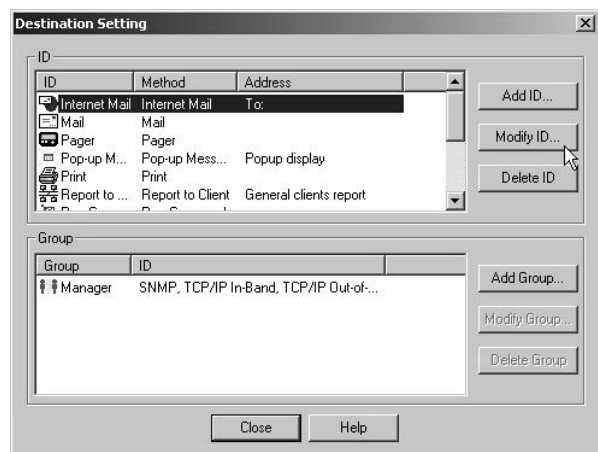 Destination Setting
ID
ID Method Address
Internet Mail Internet Mail To:
Mail Mail
Pager Pager
Pop-up M... Pop-up Mess... Popup display
Print Print
Report to ... Report to Client General clients report
Add ID...
Modify ID...
Delete ID
Group
Group ID
Manager SNMP, TCP/IP In-Band, TCP/IP Out-of-...
Add Group...
Modify Group...
Delete Group
Close Help